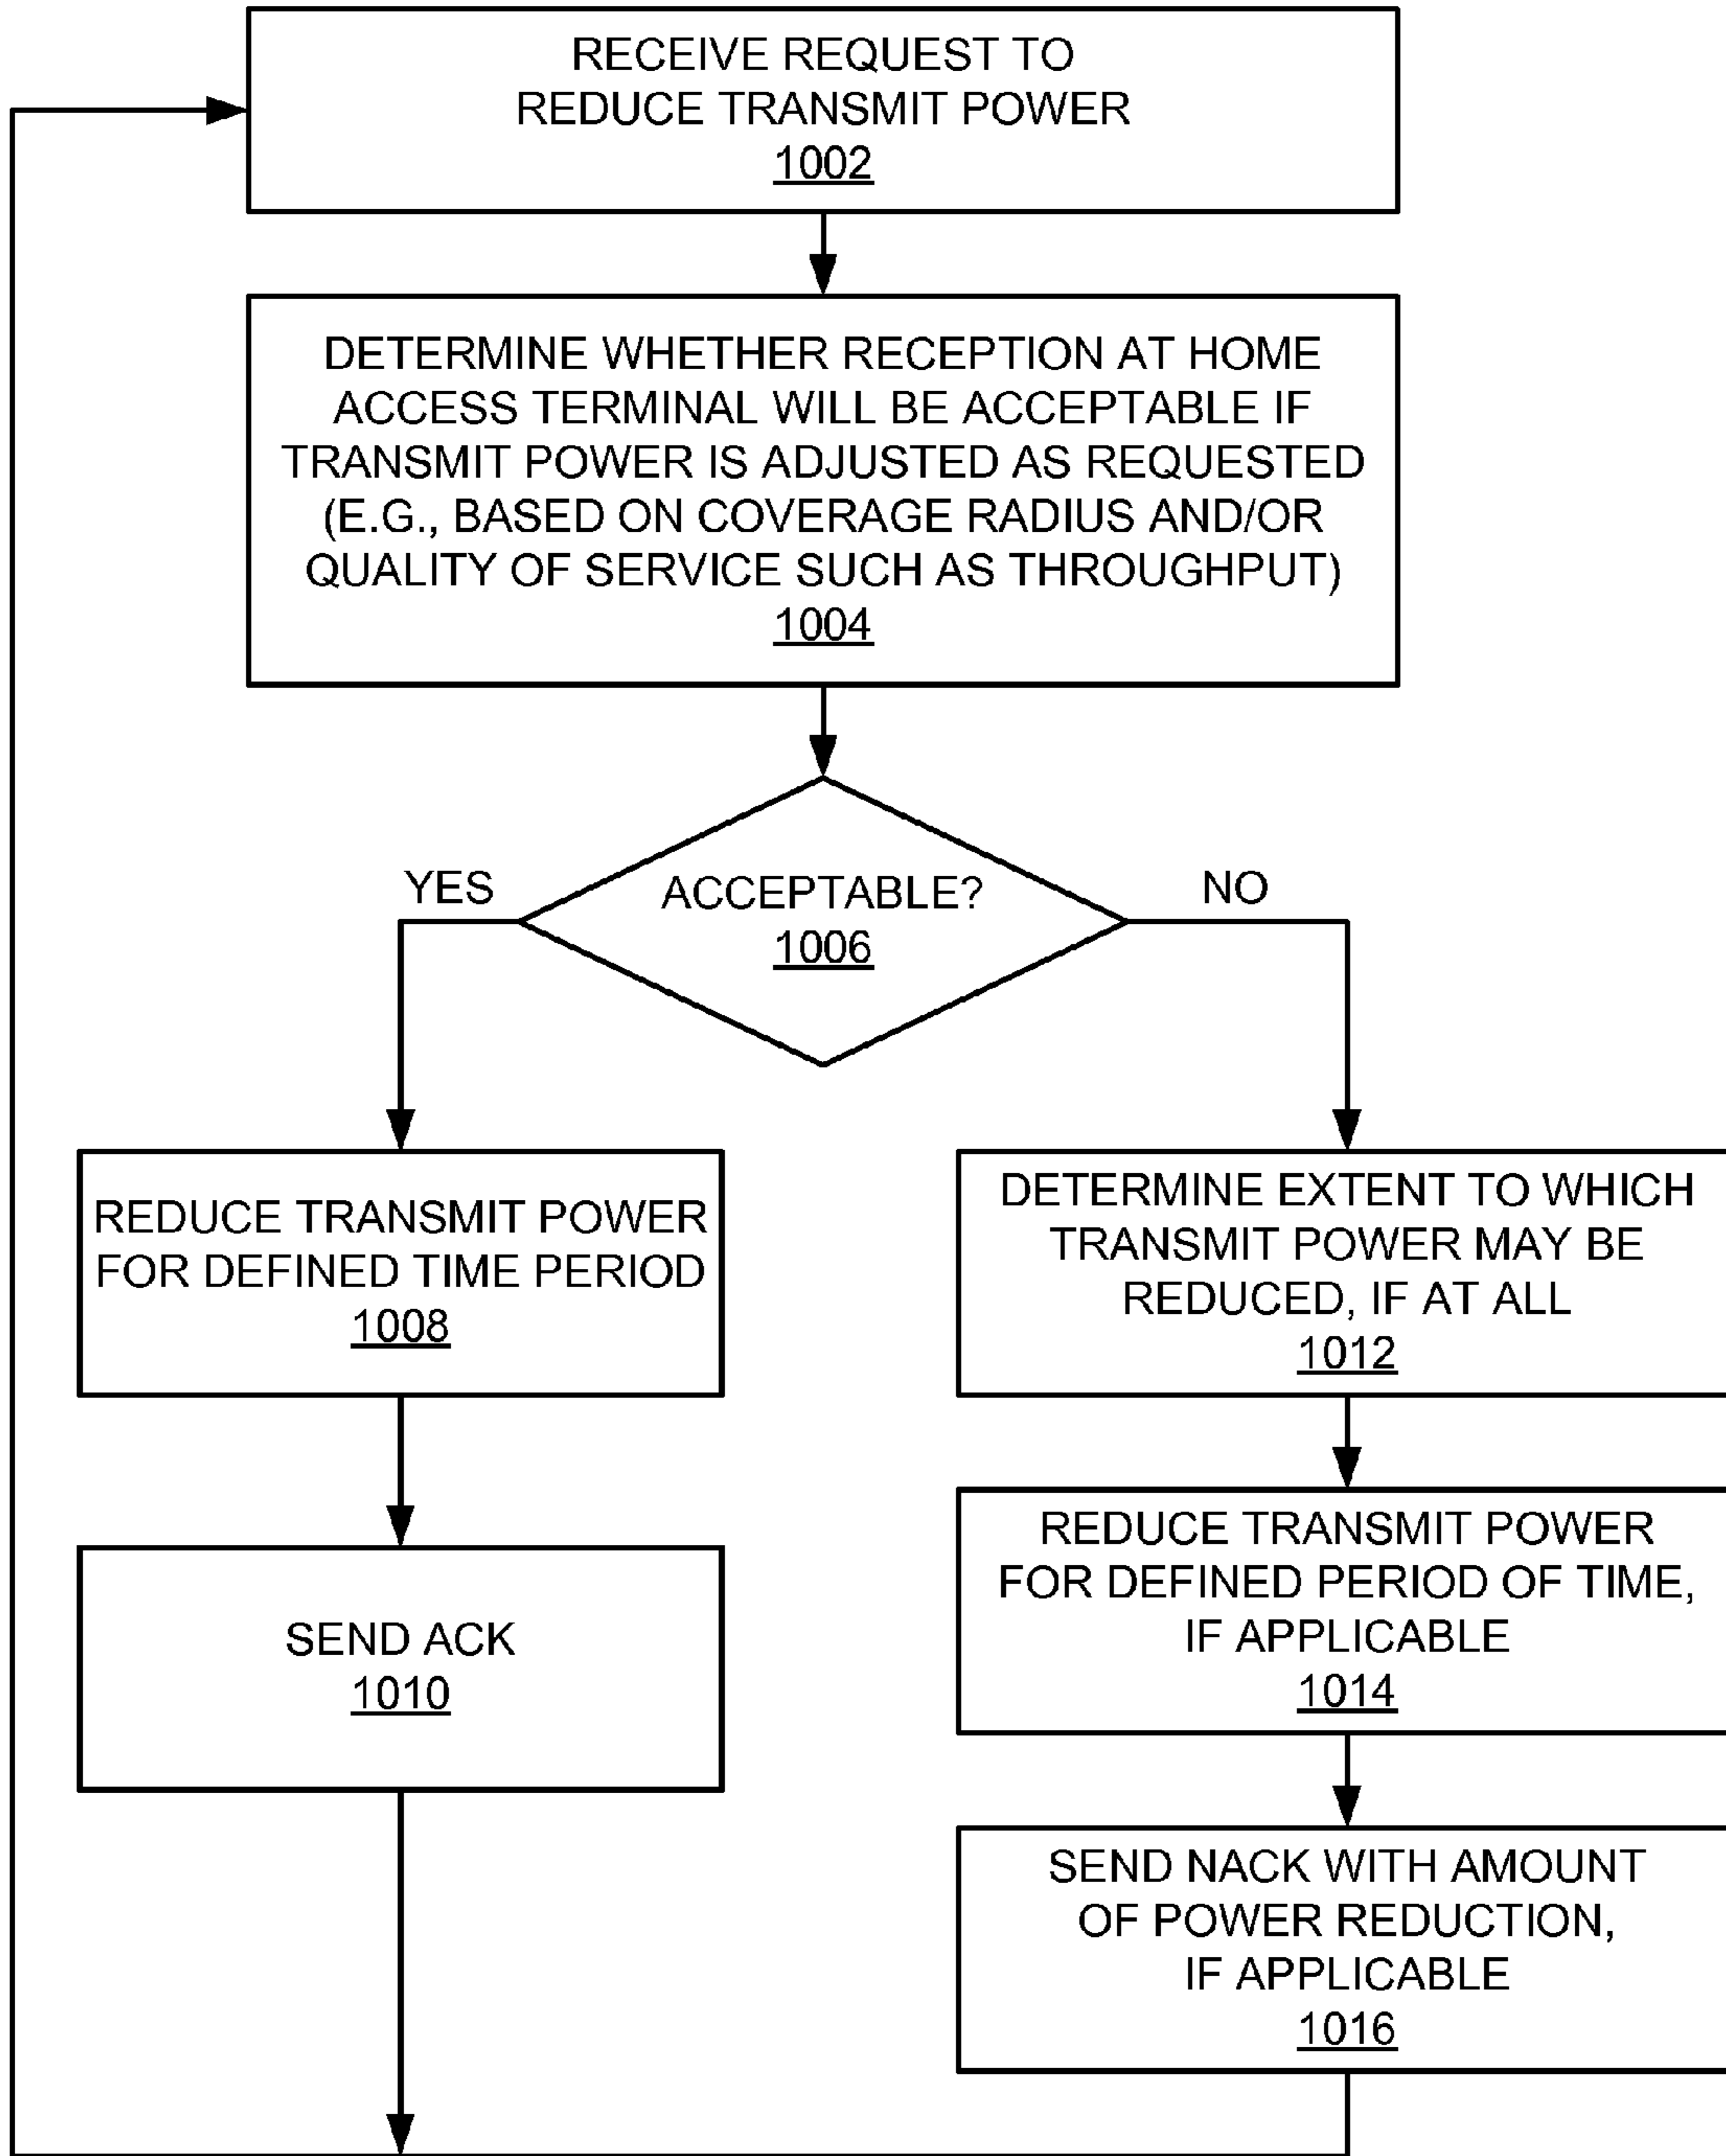 RECEIVE REQUEST TO
REDUCE TRANSMIT POWER
1002
DETERMINE WHETHER RECEPTION AT HOME
ACCESS TERMINAL WILL BE ACCEPTABLE IF
TRANSMIT POWER IS ADJUSTED AS REQUESTED
(E.G., BASED ON COVERAGE RADIUS AND/OR
QUALITY OF SERVICE SUCH AS THROUGHPUT)
1004
YES
ACCEPTABLE?
1006
NO
REDUCE TRANSMIT POWER
FOR DEFINED TIME PERIOD
1008
SEND ACK
1010
DETERMINE EXTENT TO WHICH
TRANSMIT POWER MAY BE
REDUCED, IF AT ALL
1012
REDUCE TRANSMIT POWER
FOR DEFINED PERIOD OF TIME,
IF APPLICABLE
1014
SEND NACK WITH AMOUNT
OF POWER REDUCTION,
IF APPLICABLE
1016